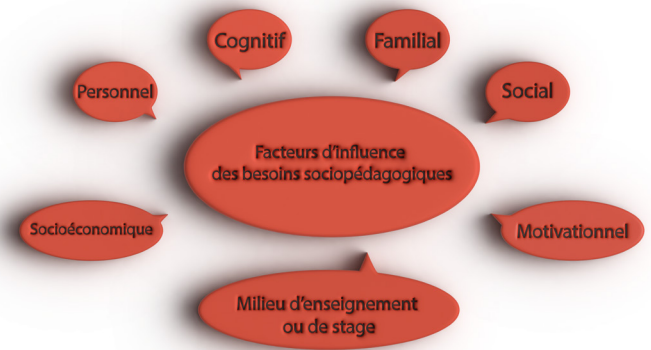 Cognitif
Familial
Personnel
Social
Facteurs d'influence
des besoins sociopédagogiques
Socioéconomique
Motivationnel
Milieu d'enseignement
ou de stage